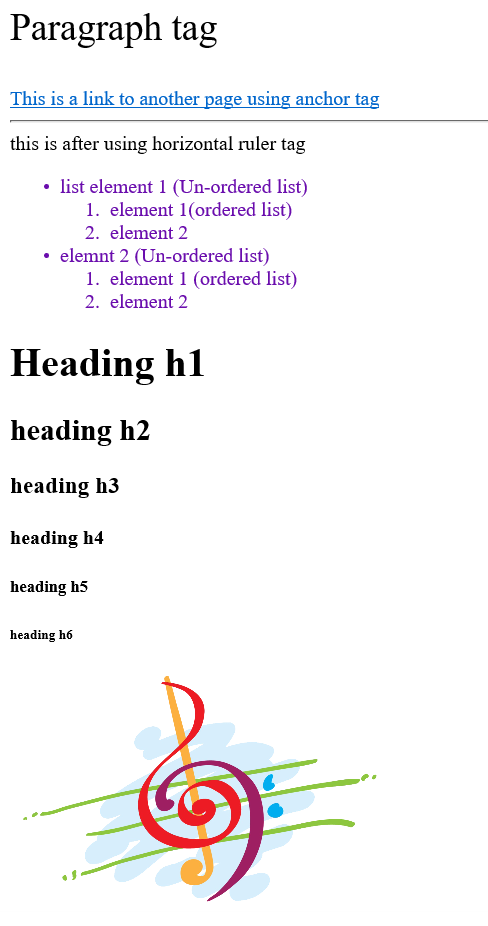 Paragraph tag
This is a link to another page using anchor tag
this is after using horizontal ruler tag
• list element 1 (Un-ordered list)
1. element 1(ordered list)
2. element 2
• elemnt 2 (Un-ordered list)
1. element 1 (ordered list)
2. element 2
Heading h1
heading h2
heading h3
heading h4
heading h5
heading h6